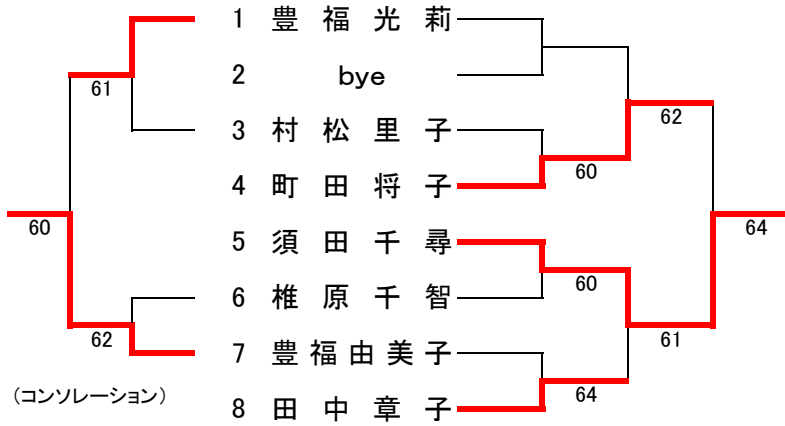 1 豊福光莉
61
2 bye
62
3 村松里子
60
4 町田将子
60
64
5 須田千尋
60
6 椎原千智
62
61
7 豊福由美子
64
(コンソレーション)
8 田中章子